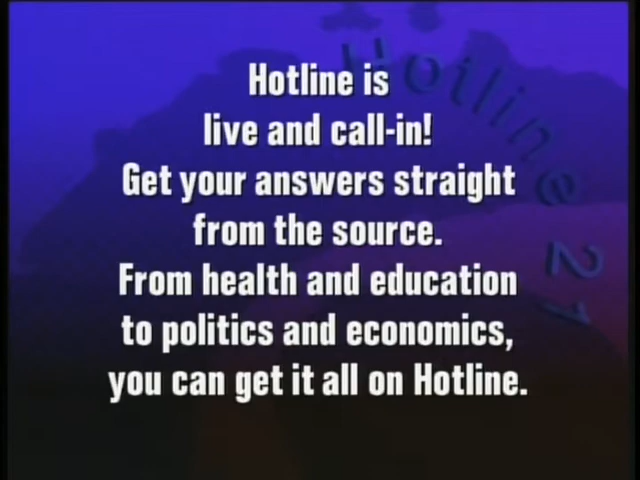 Hotline is
live and call-in!
Get your answers straight
from the source.
From health and education
to politics and economics,
you can get it all on Hotline.
Hotline 21